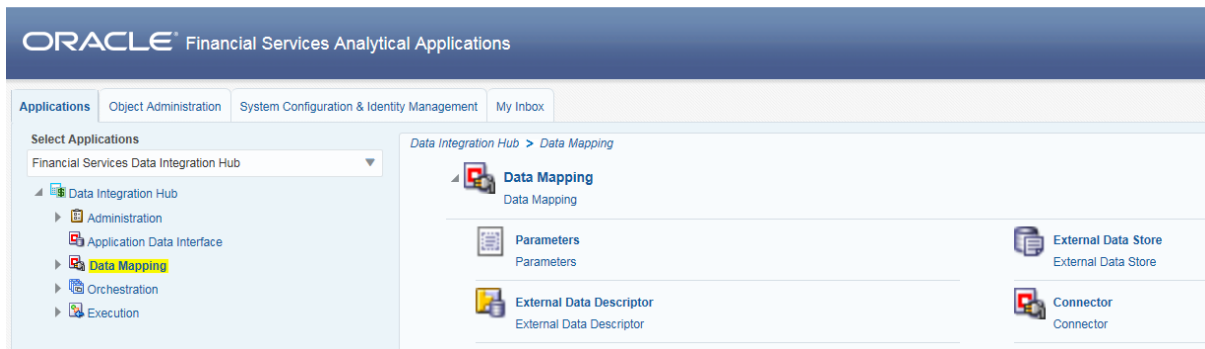 ORACLE® Financial Services Analytical Applications
Applications Object Administration System Configuration & Identity Management My Inbox
Select Applications
Financial Services Data Integration Hub
Data Integration Hub
Administration
Application Data Interface
Data Mapping
Orchestration
Execution
Data Integration Hub > Data Mapping
Data Mapping
Data Mapping
Parameters
Parameters
External Data Store
External Data Store
External Data Descriptor
External Data Descriptor
Connector
Connector